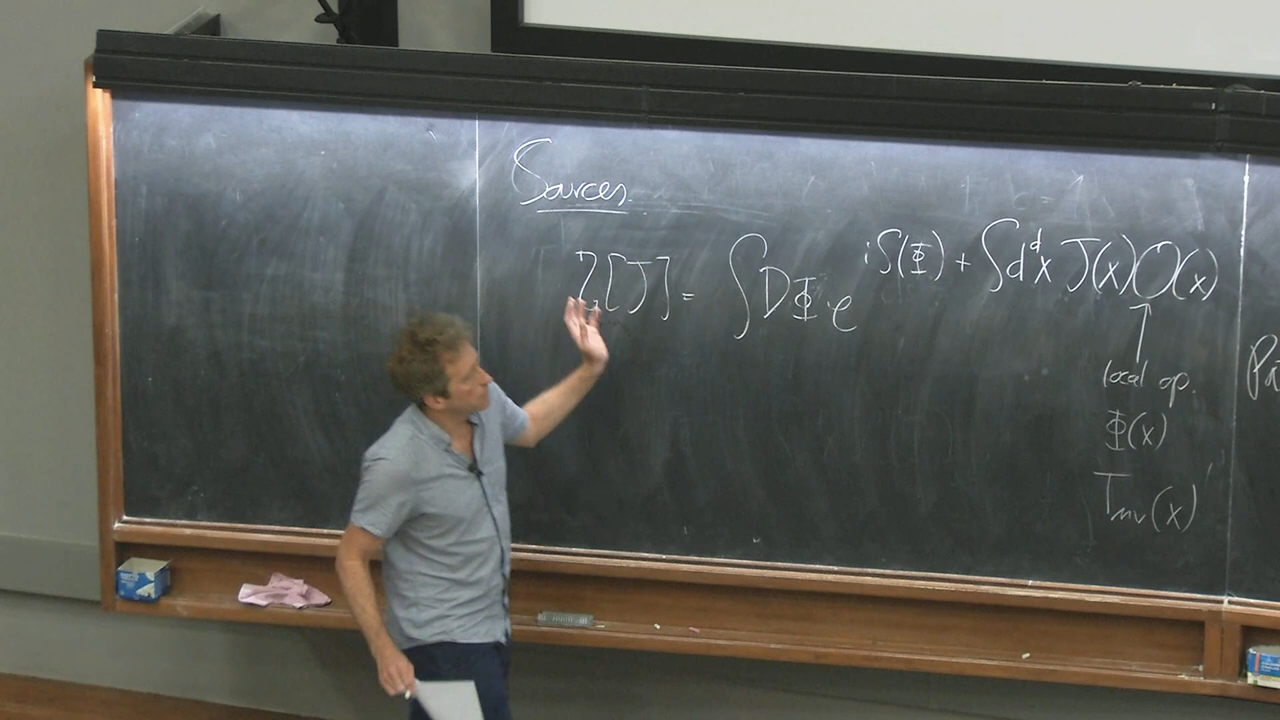 Sources
Z[J] = ∫DΦ e^{iS(Φ) + ∫d^dx J(x)O(x)}
↑
local op.
Φ(x)
T_{μν}(x)